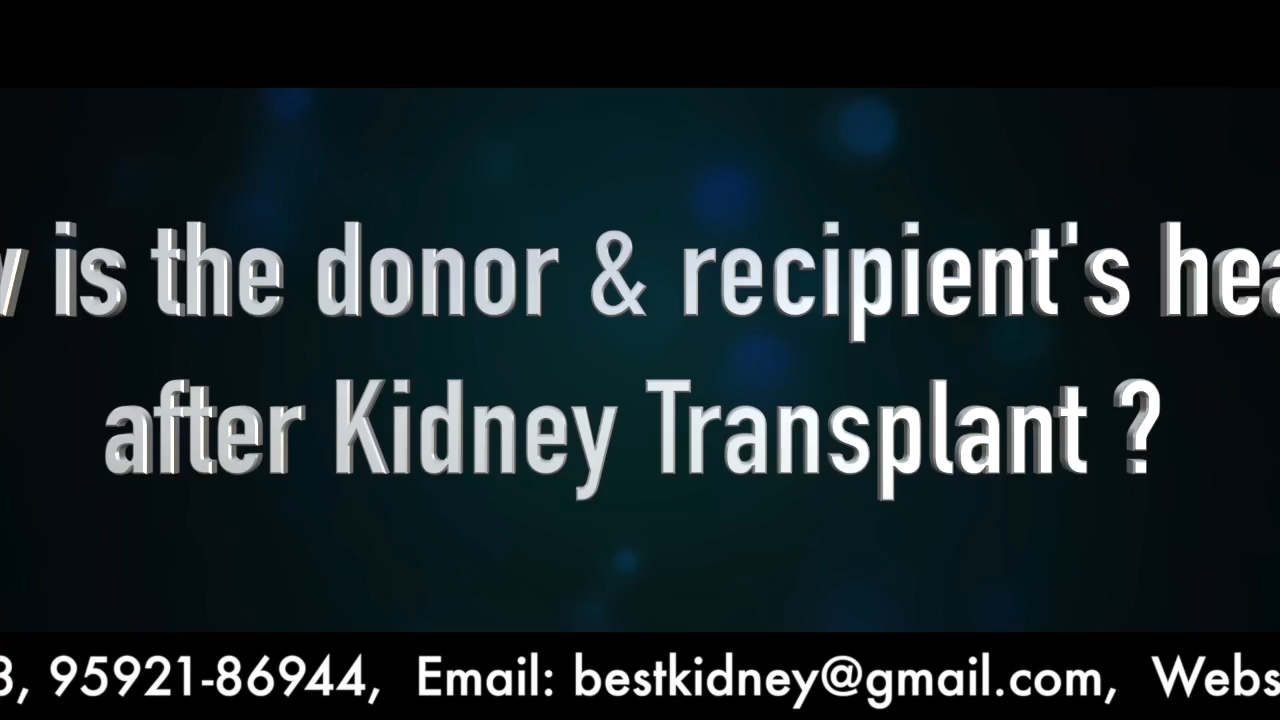 is the donor & recipient's
after Kidney Transplant ?
95921-86944, Email: bestkidney@gmail.com,